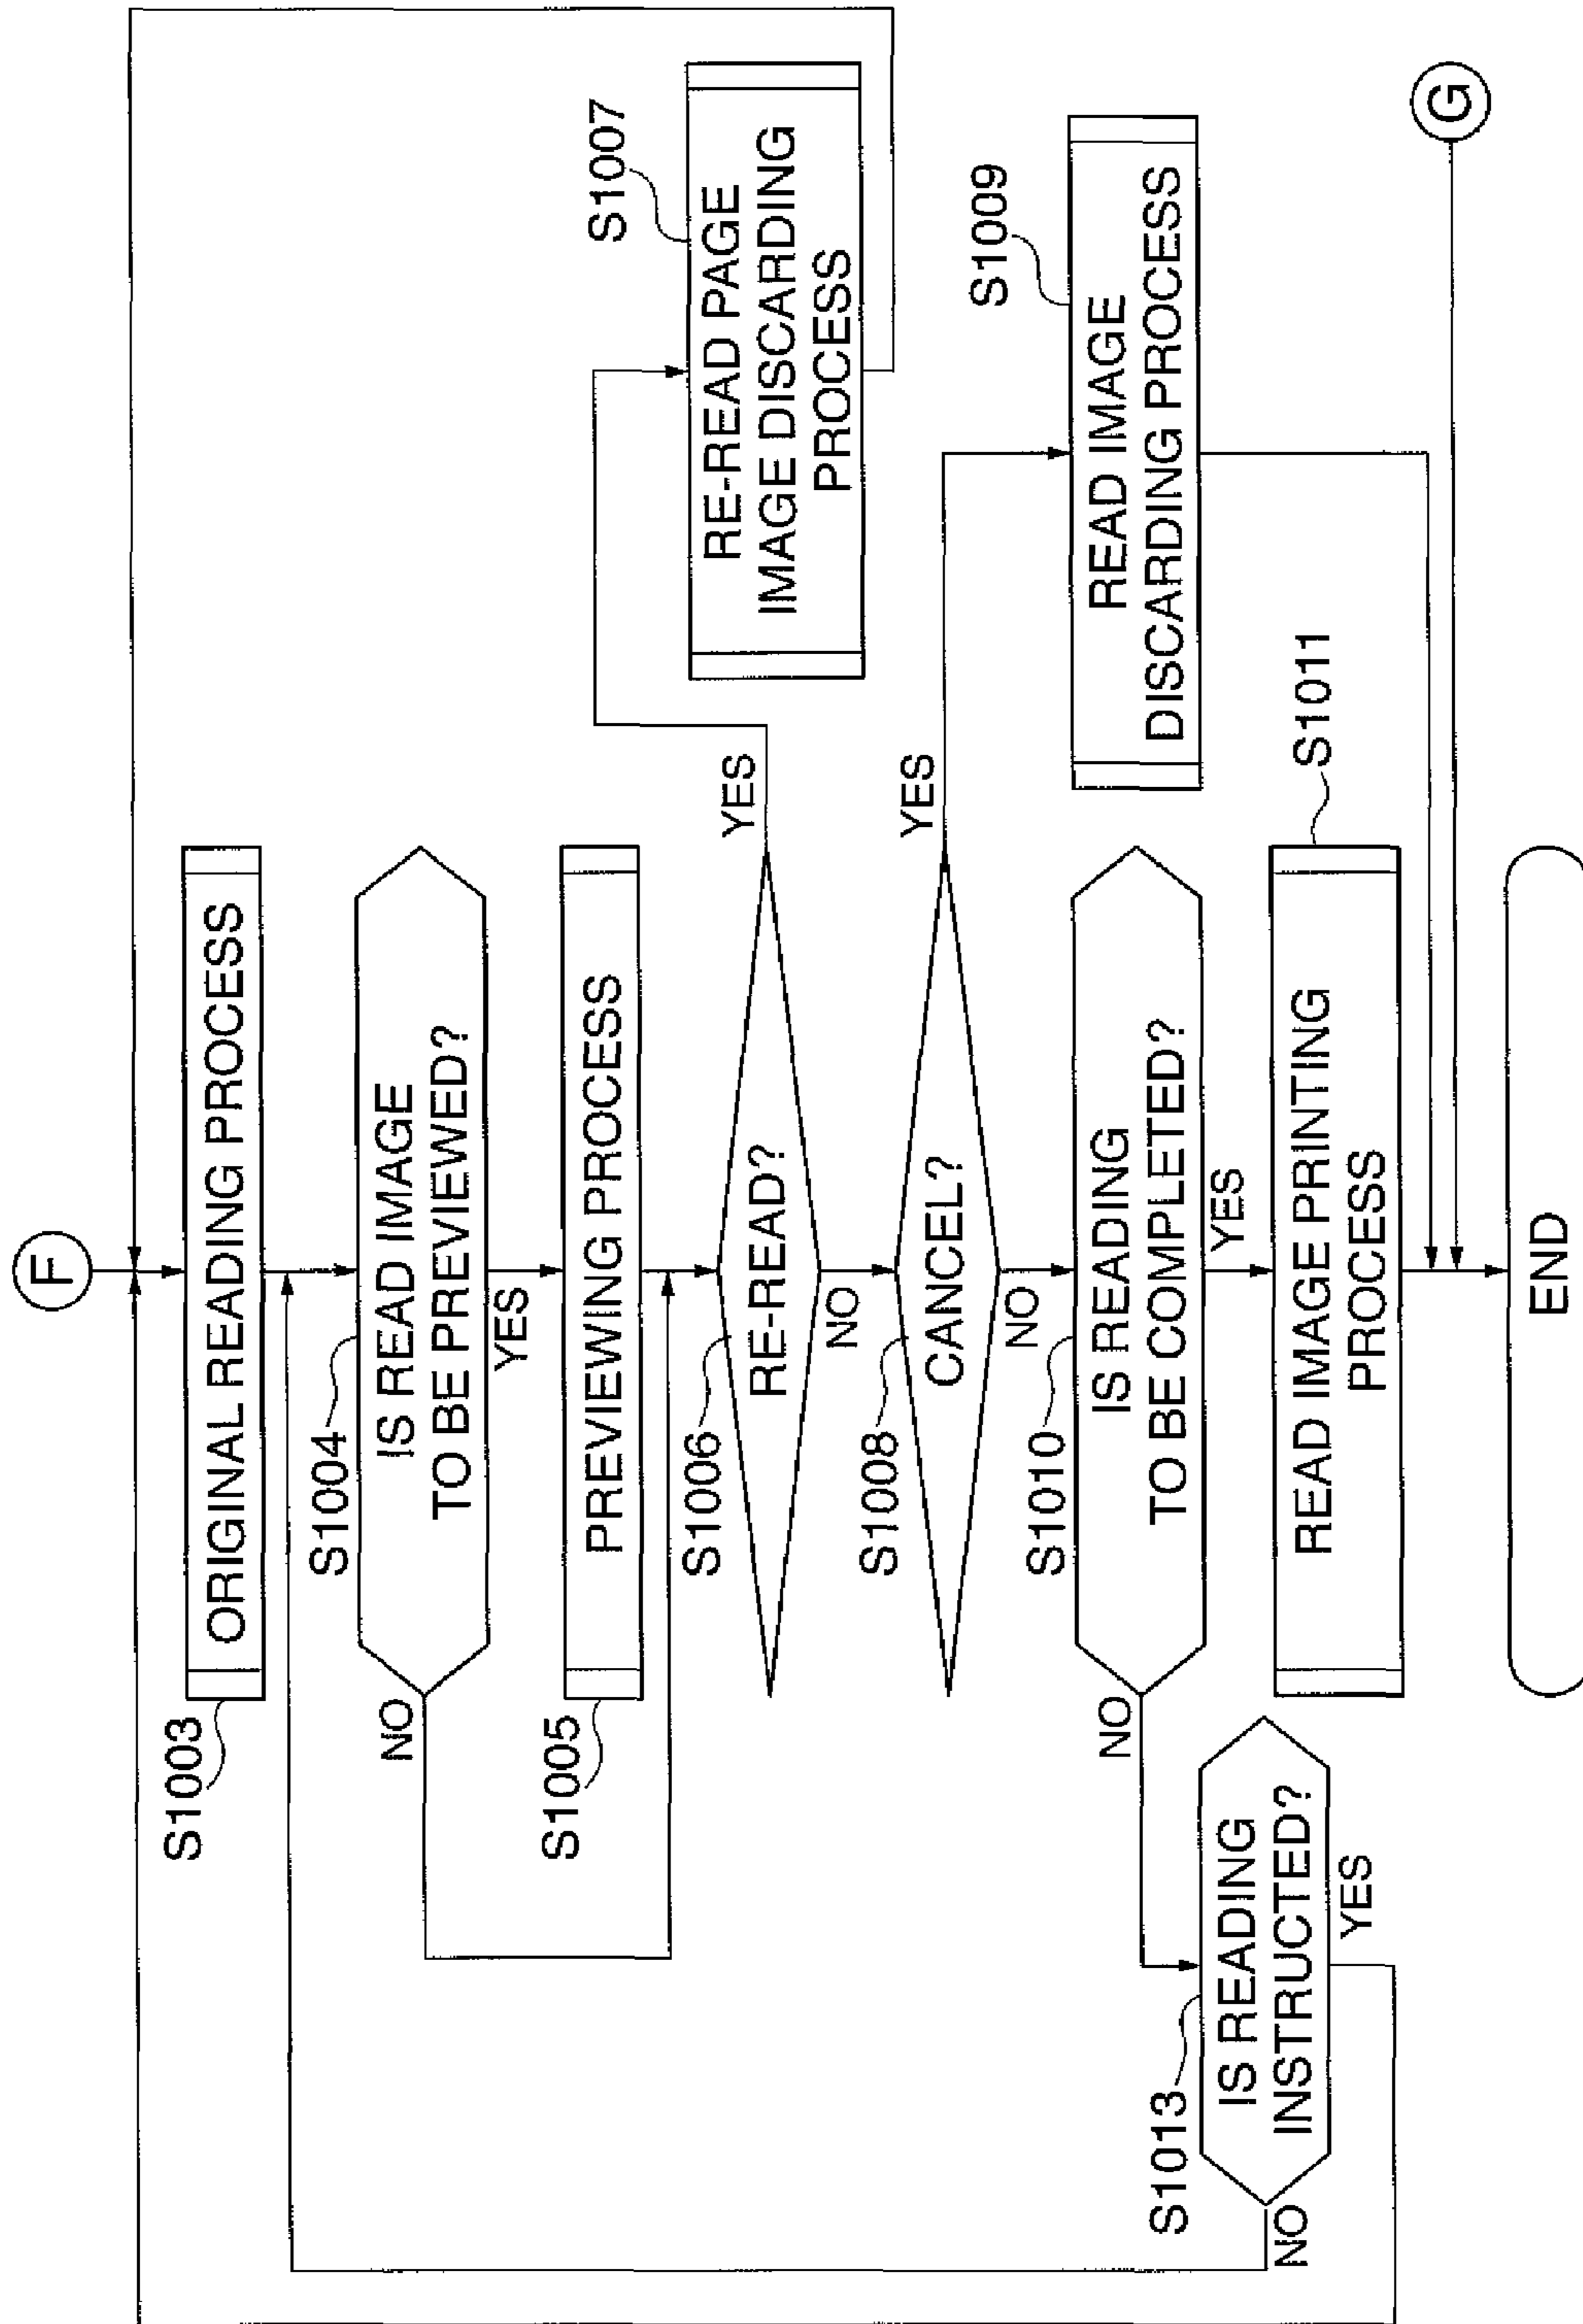 F
S1003
ORIGINAL READING PROCESS
S1004
IS READ IMAGE
TO BE PREVIEWED?
NO
YES
S1005
PREVIEWING PROCESS
S1006
RE-READ?
YES
NO
S1007
RE-READ PAGE
IMAGE DISCARDING
PROCESS
S1008
CANCEL?
YES
NO
S1009
READ IMAGE
DISCARDING PROCESS
S1010
IS READING
TO BE COMPLETED?
NO
YES
S1013
IS READING
INSTRUCTED?
NO
YES
S1011
READ IMAGE PRINTING
PROCESS
G
END